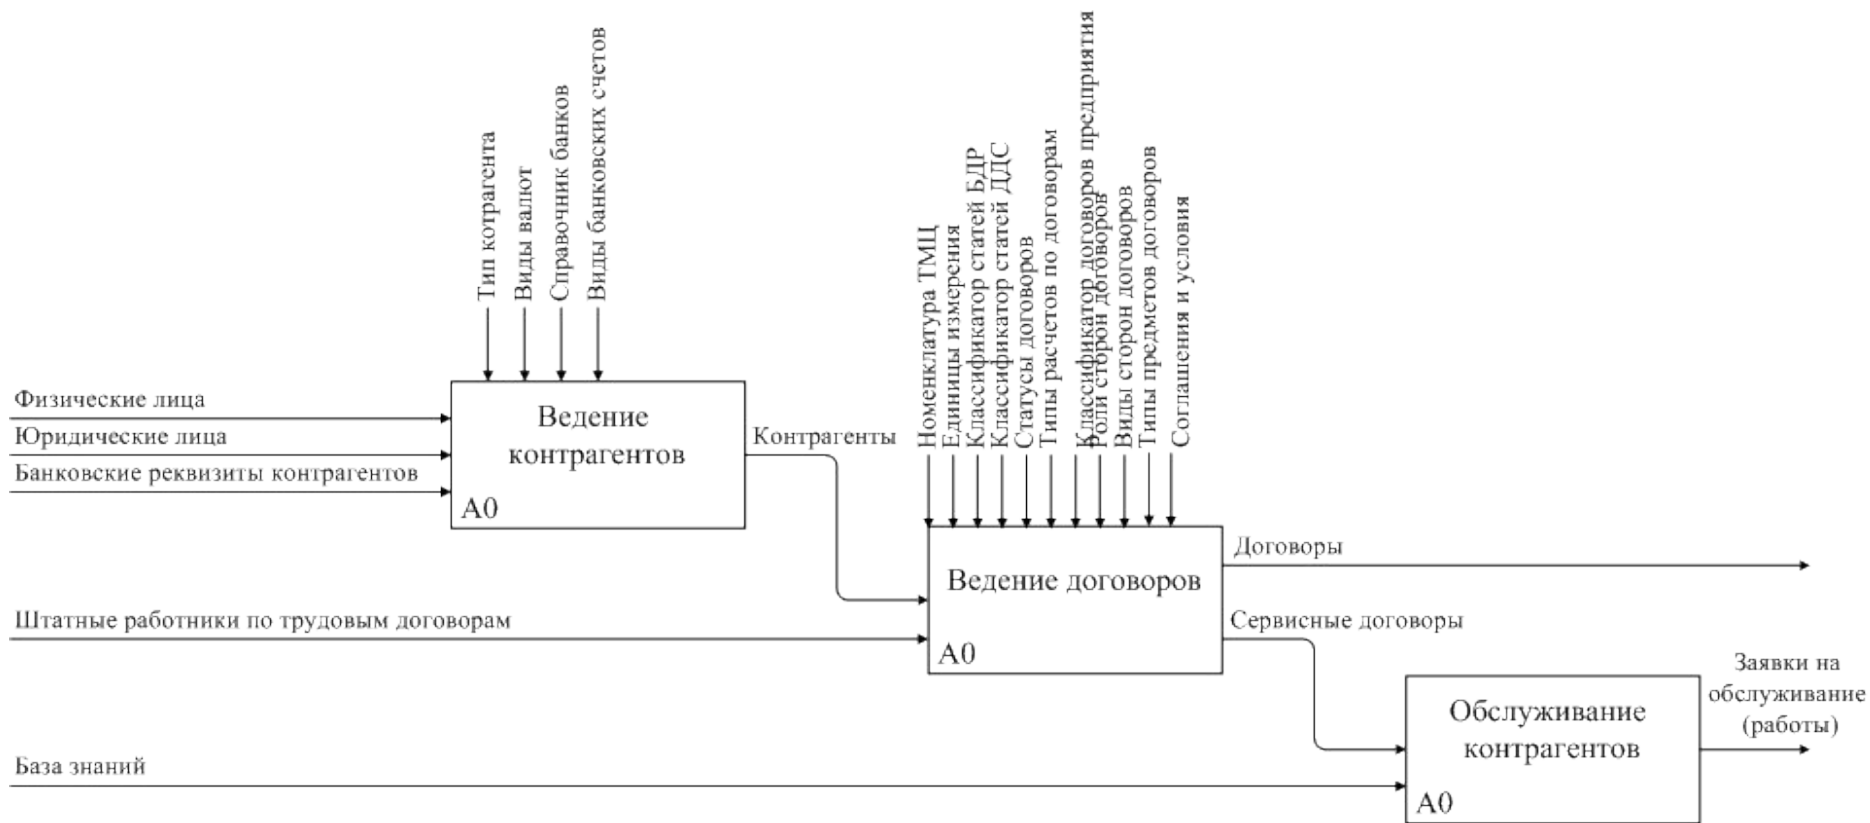 Тип котрагента
Виды валют
Справочник банков
Виды банковских счетов
Физические лица
Юридические лица
Банковские реквизиты контрагентов
Ведение
контрагентов
A0
Контрагенты
Номенклатура ТМЦ
Единицы измерения
Классификатор статей БДР
Классификатор статей ДДС
Статусы договоров
Типы расчетов по договорам
Классификатор договоров предприятия
Роли сторон договоров
Виды сторон договоров
Типы предметов договоров
Соглашения и условия
Штатные работники по трудовым договорам
Ведение договоров
A0
Договоры
Сервисные договоры
База знаний
Обслуживание
контрагентов
A0
Заявки на
обслуживание
(работы)